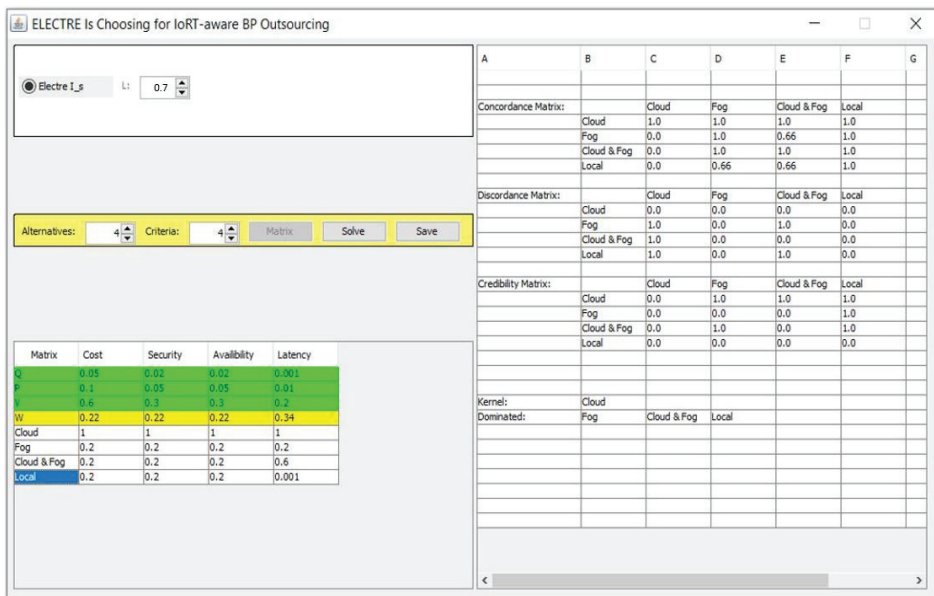 ELECTRE Is Choosing for IoRT-aware BP Outsourcing
Electre I_s L: 0.7
Alternatives: 4 Criteria: 4 Matrix Solve Save
Matrix Cost Security Availibility Latency
Q 0.05 0.02 0.02 0.001
P 0.1 0.05 0.05 0.01
V 0.6 0.3 0.3 0.2
W 0.22 0.22 0.22 0.34
Cloud 1 1 1 1
Fog 0.2 0.2 0.2 0.2
Cloud & Fog 0.2 0.2 0.2 0.6
Local 0.2 0.2 0.2 0.001
A B C D E F G
Concordance Matrix: Cloud Fog Cloud & Fog Local
Cloud 1.0 1.0 1.0 1.0
Fog 0.0 1.0 0.66 1.0
Cloud & Fog 0.0 1.0 1.0 1.0
Local 0.0 0.66 0.66 1.0
Discordance Matrix: Cloud Fog Cloud & Fog Local
Cloud 0.0 0.0 0.0 0.0
Fog 1.0 0.0 1.0 0.0
Cloud & Fog 1.0 0.0 0.0 0.0
Local 1.0 0.0 1.0 0.0
Credibility Matrix: Cloud Fog Cloud & Fog Local
Cloud 0.0 1.0 1.0 1.0
Fog 0.0 0.0 0.0 1.0
Cloud & Fog 0.0 1.0 0.0 1.0
Local 0.0 0.0 0.0 0.0
Kernel: Cloud
Dominated: Fog Cloud & Fog Local